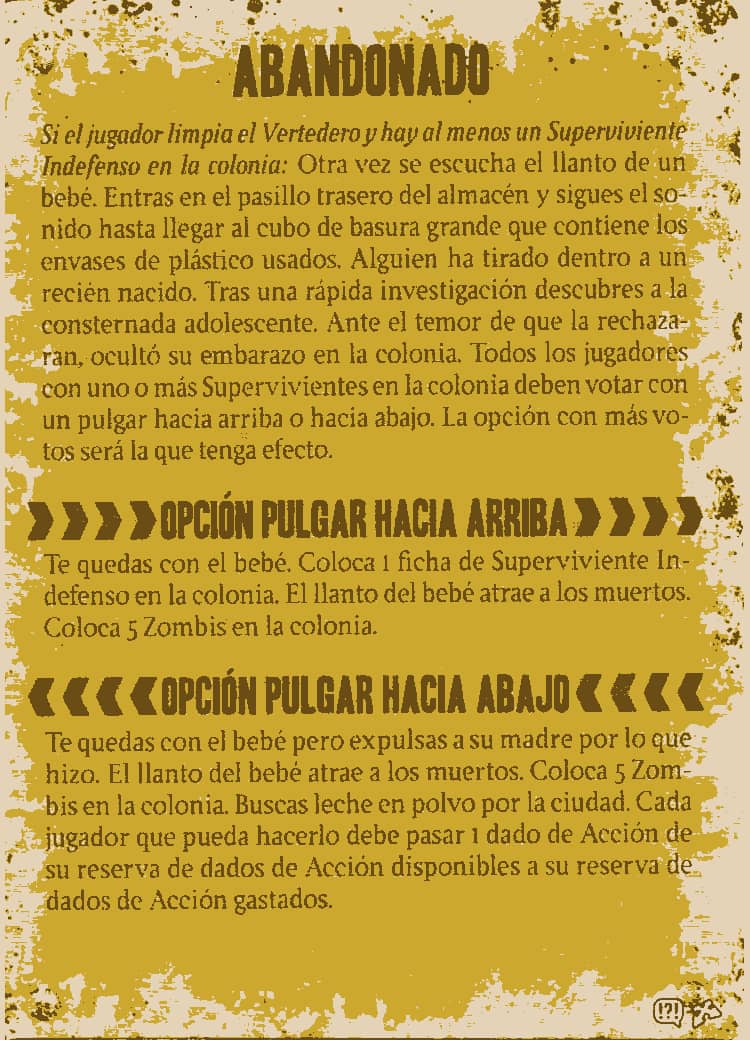 ABANDONADO
Si el jugador limpia el Vertedero y hay al menos un Superviviente
Indefenso en la colonia: Otra vez se escucha el llanto de un
bebé. Entras en el pasillo trasero del almacén y sigues el so-
nido hasta llegar al cubo de basura grande que contiene los
envases de plástico usados. Alguien ha tirado dentro a un
recién nacido. Tras una rápida investigación descubres a la
consternada adolescente. Ante el temor de que la rechaza-
ran, ocultó su embarazo en la colonia. Todos los jugadores
con uno o más Supervivientes en la colonia deben votar con
un pulgar hacia arriba o hacia abajo. La opción con más vo-
tos será la que tenga efecto.
OPCIÓN PULGAR HACIA ARRIBA
Te quedas con el bebé. Coloca 1 ficha de Superviviente In-
defenso en la colonia. El llanto del bebé atrae a los muertos.
Coloca 5 Zombis en la colonia.
OPCIÓN PULGAR HACIA ABAJO
Te quedas con el bebé pero expulsas a su madre por lo que
hizo. El llanto del bebé atrae a los muertos. Coloca 5 Zom-
bis en la colonia. Buscas leche en polvo por la ciudad. Cada
jugador que pueda hacerlo debe pasar 1 dado de Acción de
su reserva de dados de Acción disponibles a su reserva de
dados de Acción gastados.
!?!